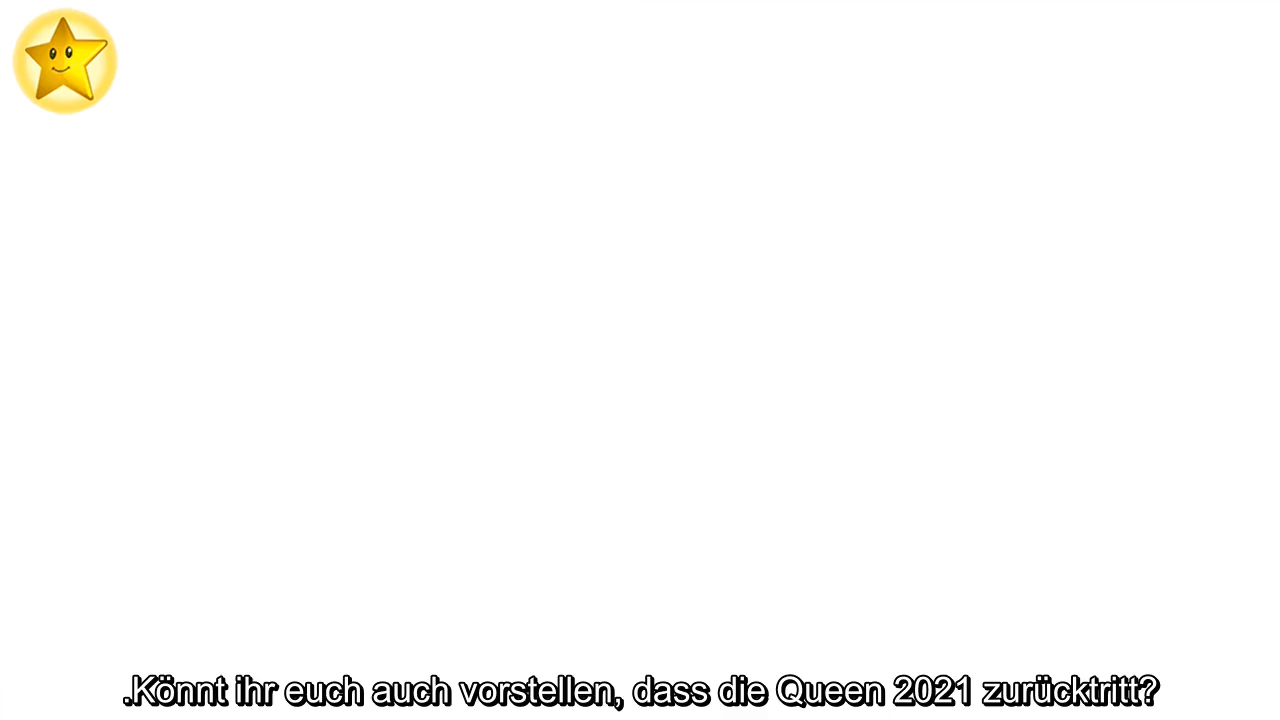 .Könnt ihr euch auch vorstellen, dass die Queen 2021 zurücktritt?